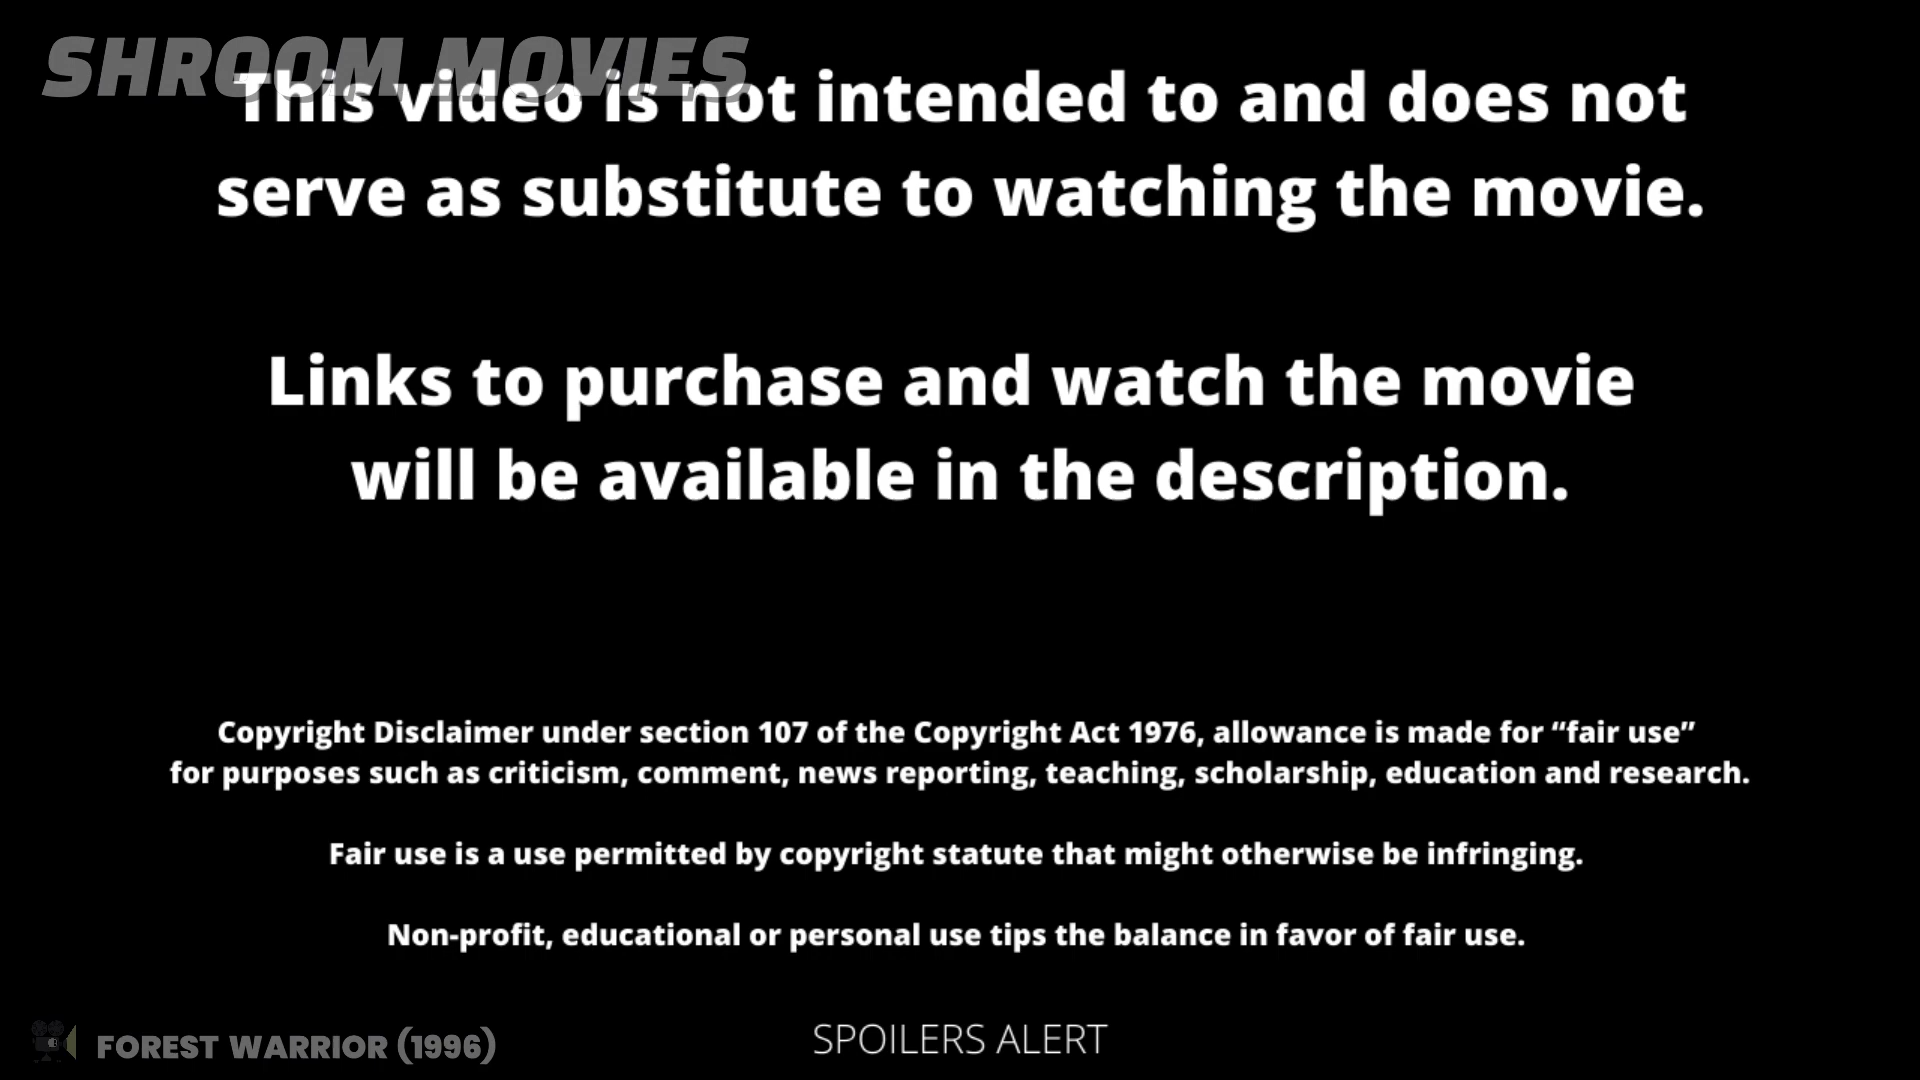 SHROOM MOVIES
This video is not intended to and does not
serve as substitute to watching the movie.
Links to purchase and watch the movie
will be available in the description.
Copyright Disclaimer under section 107 of the Copyright Act 1976, allowance is made for “fair use”
for purposes such as criticism, comment, news reporting, teaching, scholarship, education and research.
Fair use is a use permitted by copyright statute that might otherwise be infringing.
Non-profit, educational or personal use tips the balance in favor of fair use.
SPOILERS ALERT
FOREST WARRIOR (1996)